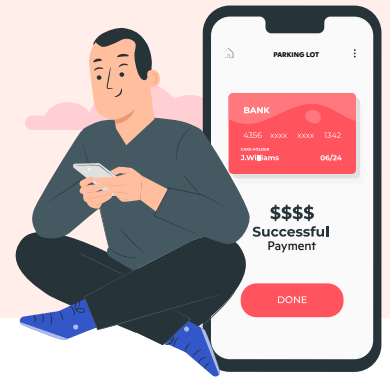 PARKING LOT
BANK
4356 xxxx xxxx 1342
CARD HOLDER
J.Williams 06/24
$$$$
Successful
Payment
DONE